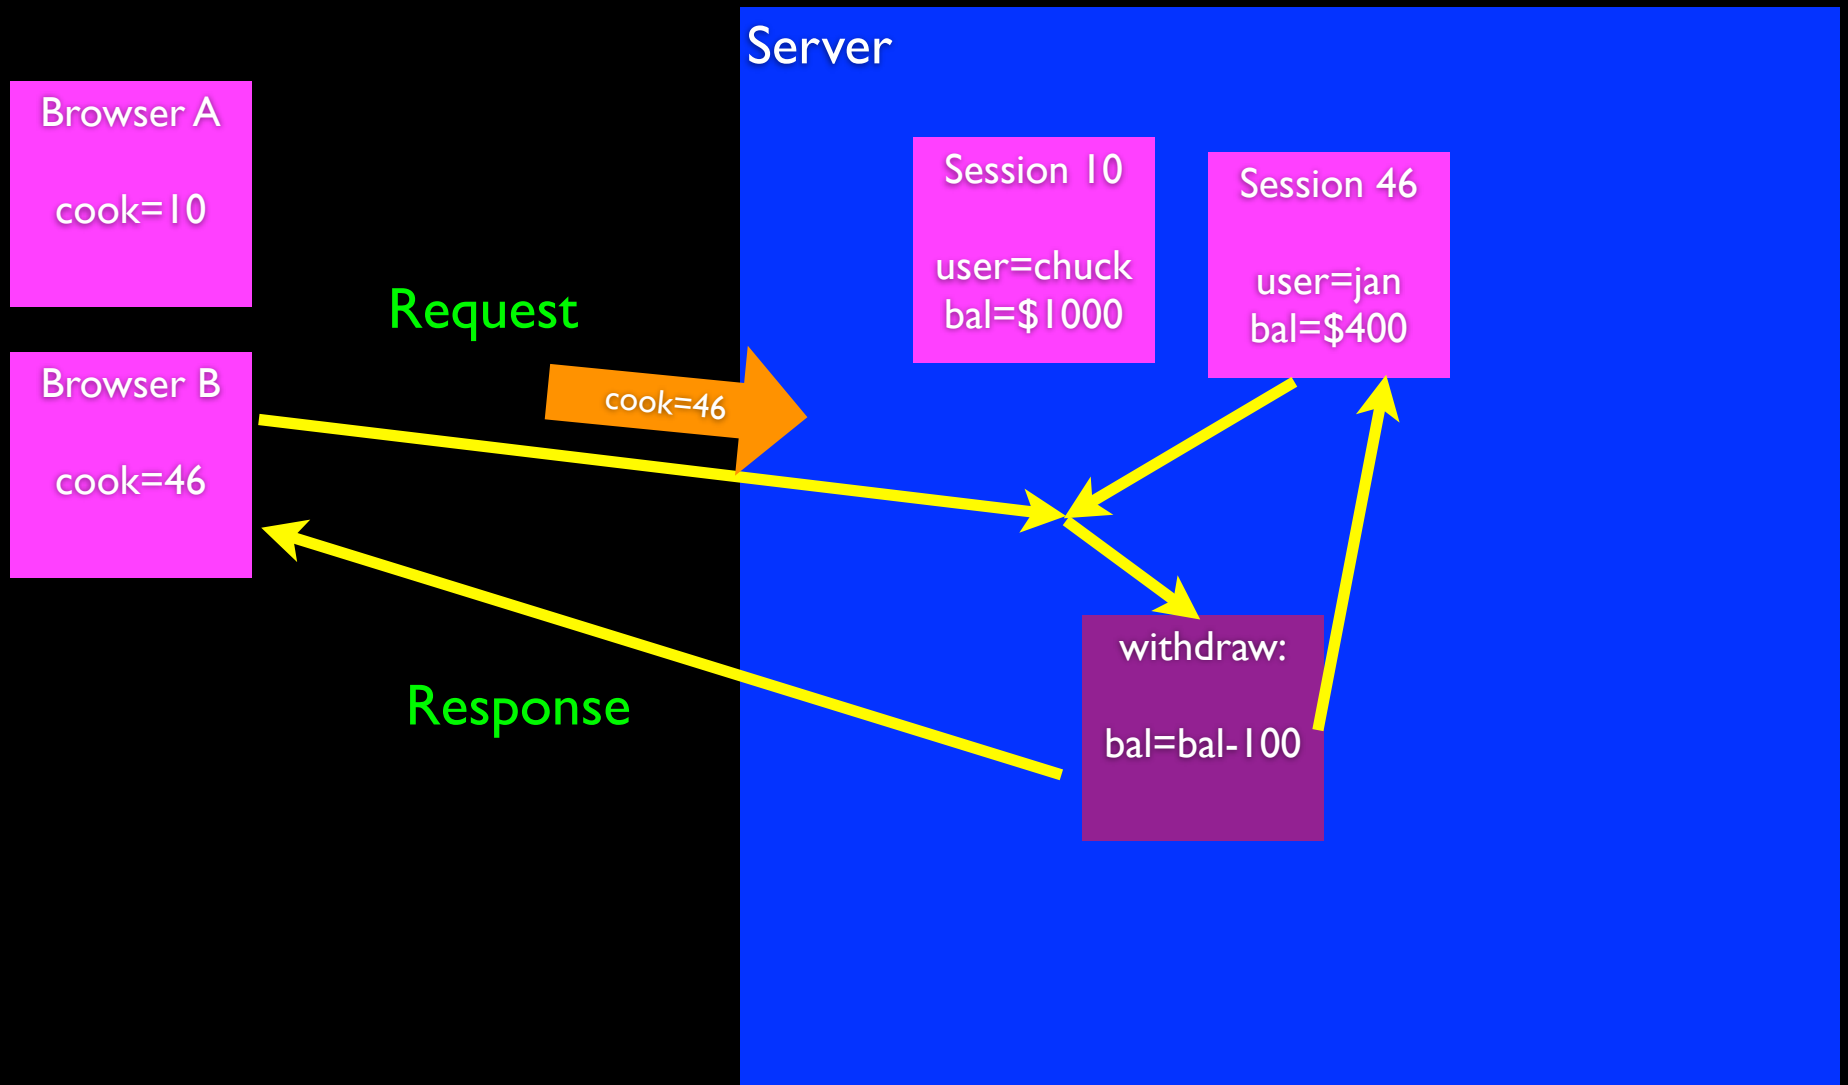 Server
Browser A
cook=10
Session 10
user=chuck
bal=$1000
Session 46
user=jan
bal=$400
Request
cook=46
Browser B
cook=46
Response
withdraw:
bal=bal-100